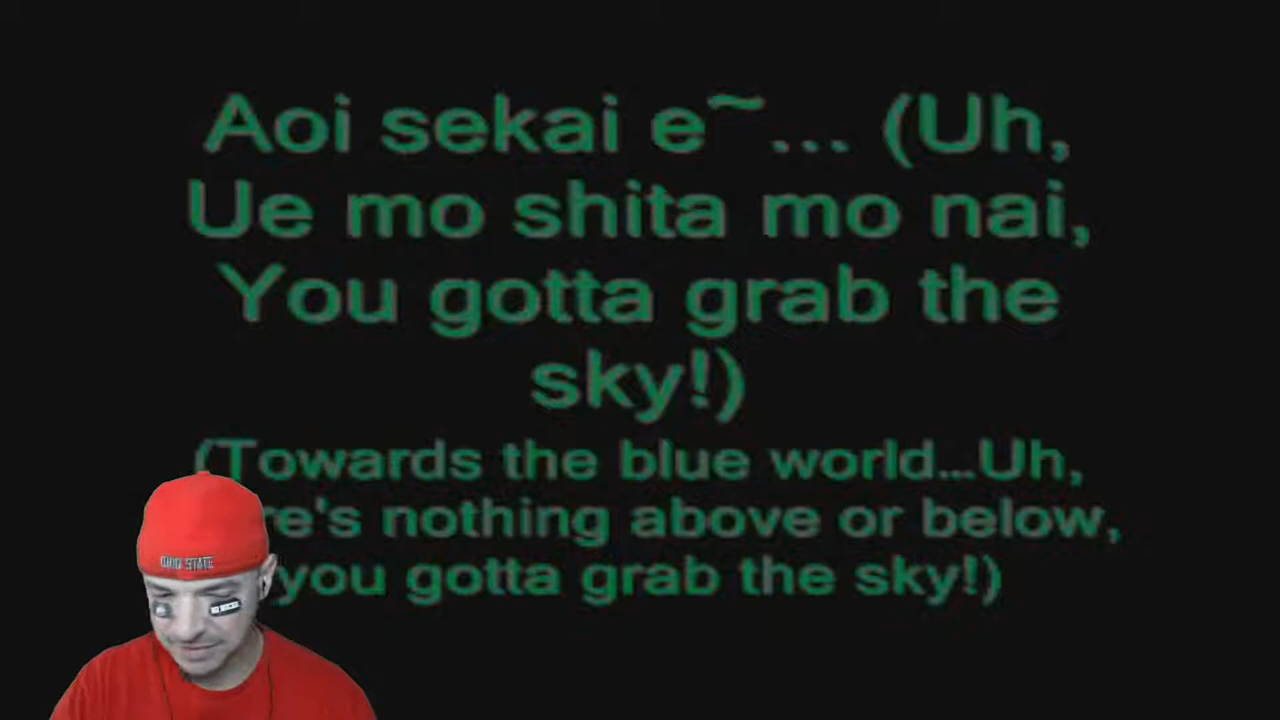 Aoi sekai e~... (Uh,
Ue mo shita mo nai,
You gotta grab the
sky!)
(Towards the blue world...Uh,
re's nothing above or below,
you gotta grab the sky!)
OHIO STATE